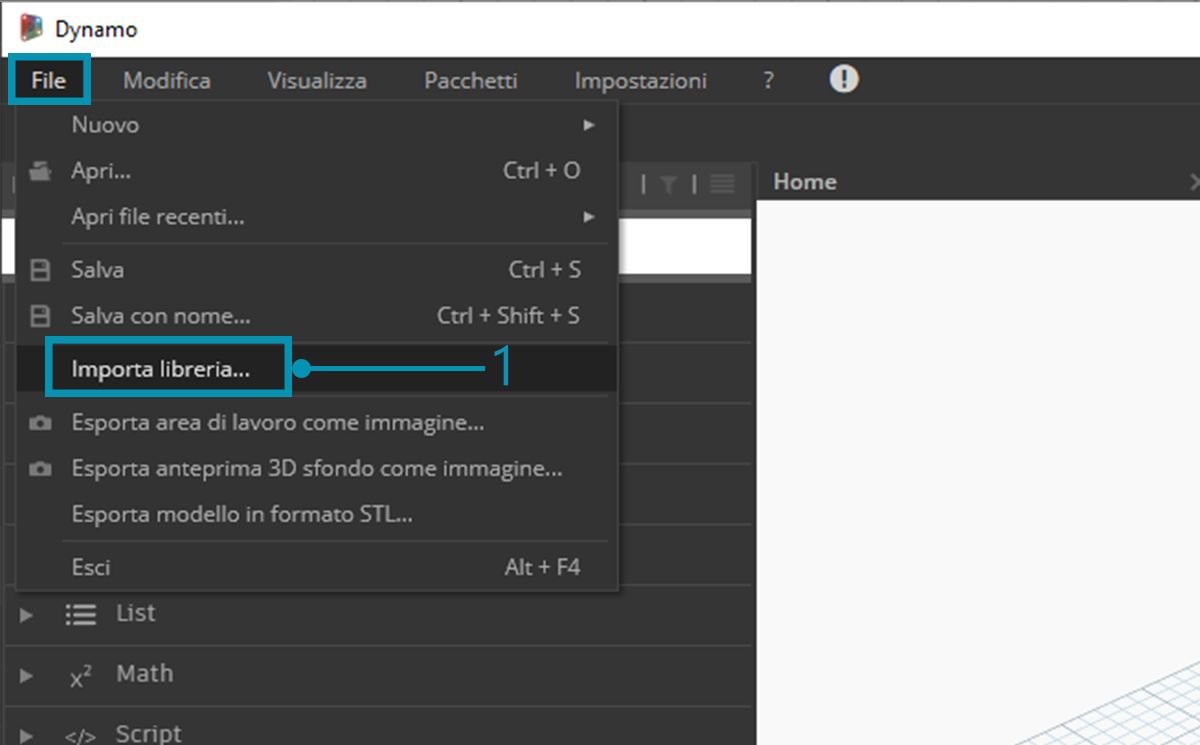 Dynamo
File Modifica Visualizza Pacchetti Impostazioni ?
Nuovo
Apri... Ctrl + O
Home
Apri file recenti...
Salva Ctrl + S
Salva con nome... Ctrl + Shift + S
Importa libreria... 1
Esporta area di lavoro come immagine...
Esporta anteprima 3D sfondo come immagine...
Esporta modello in formato STL...
Esci Alt + F4
List
x² Math
</> Script